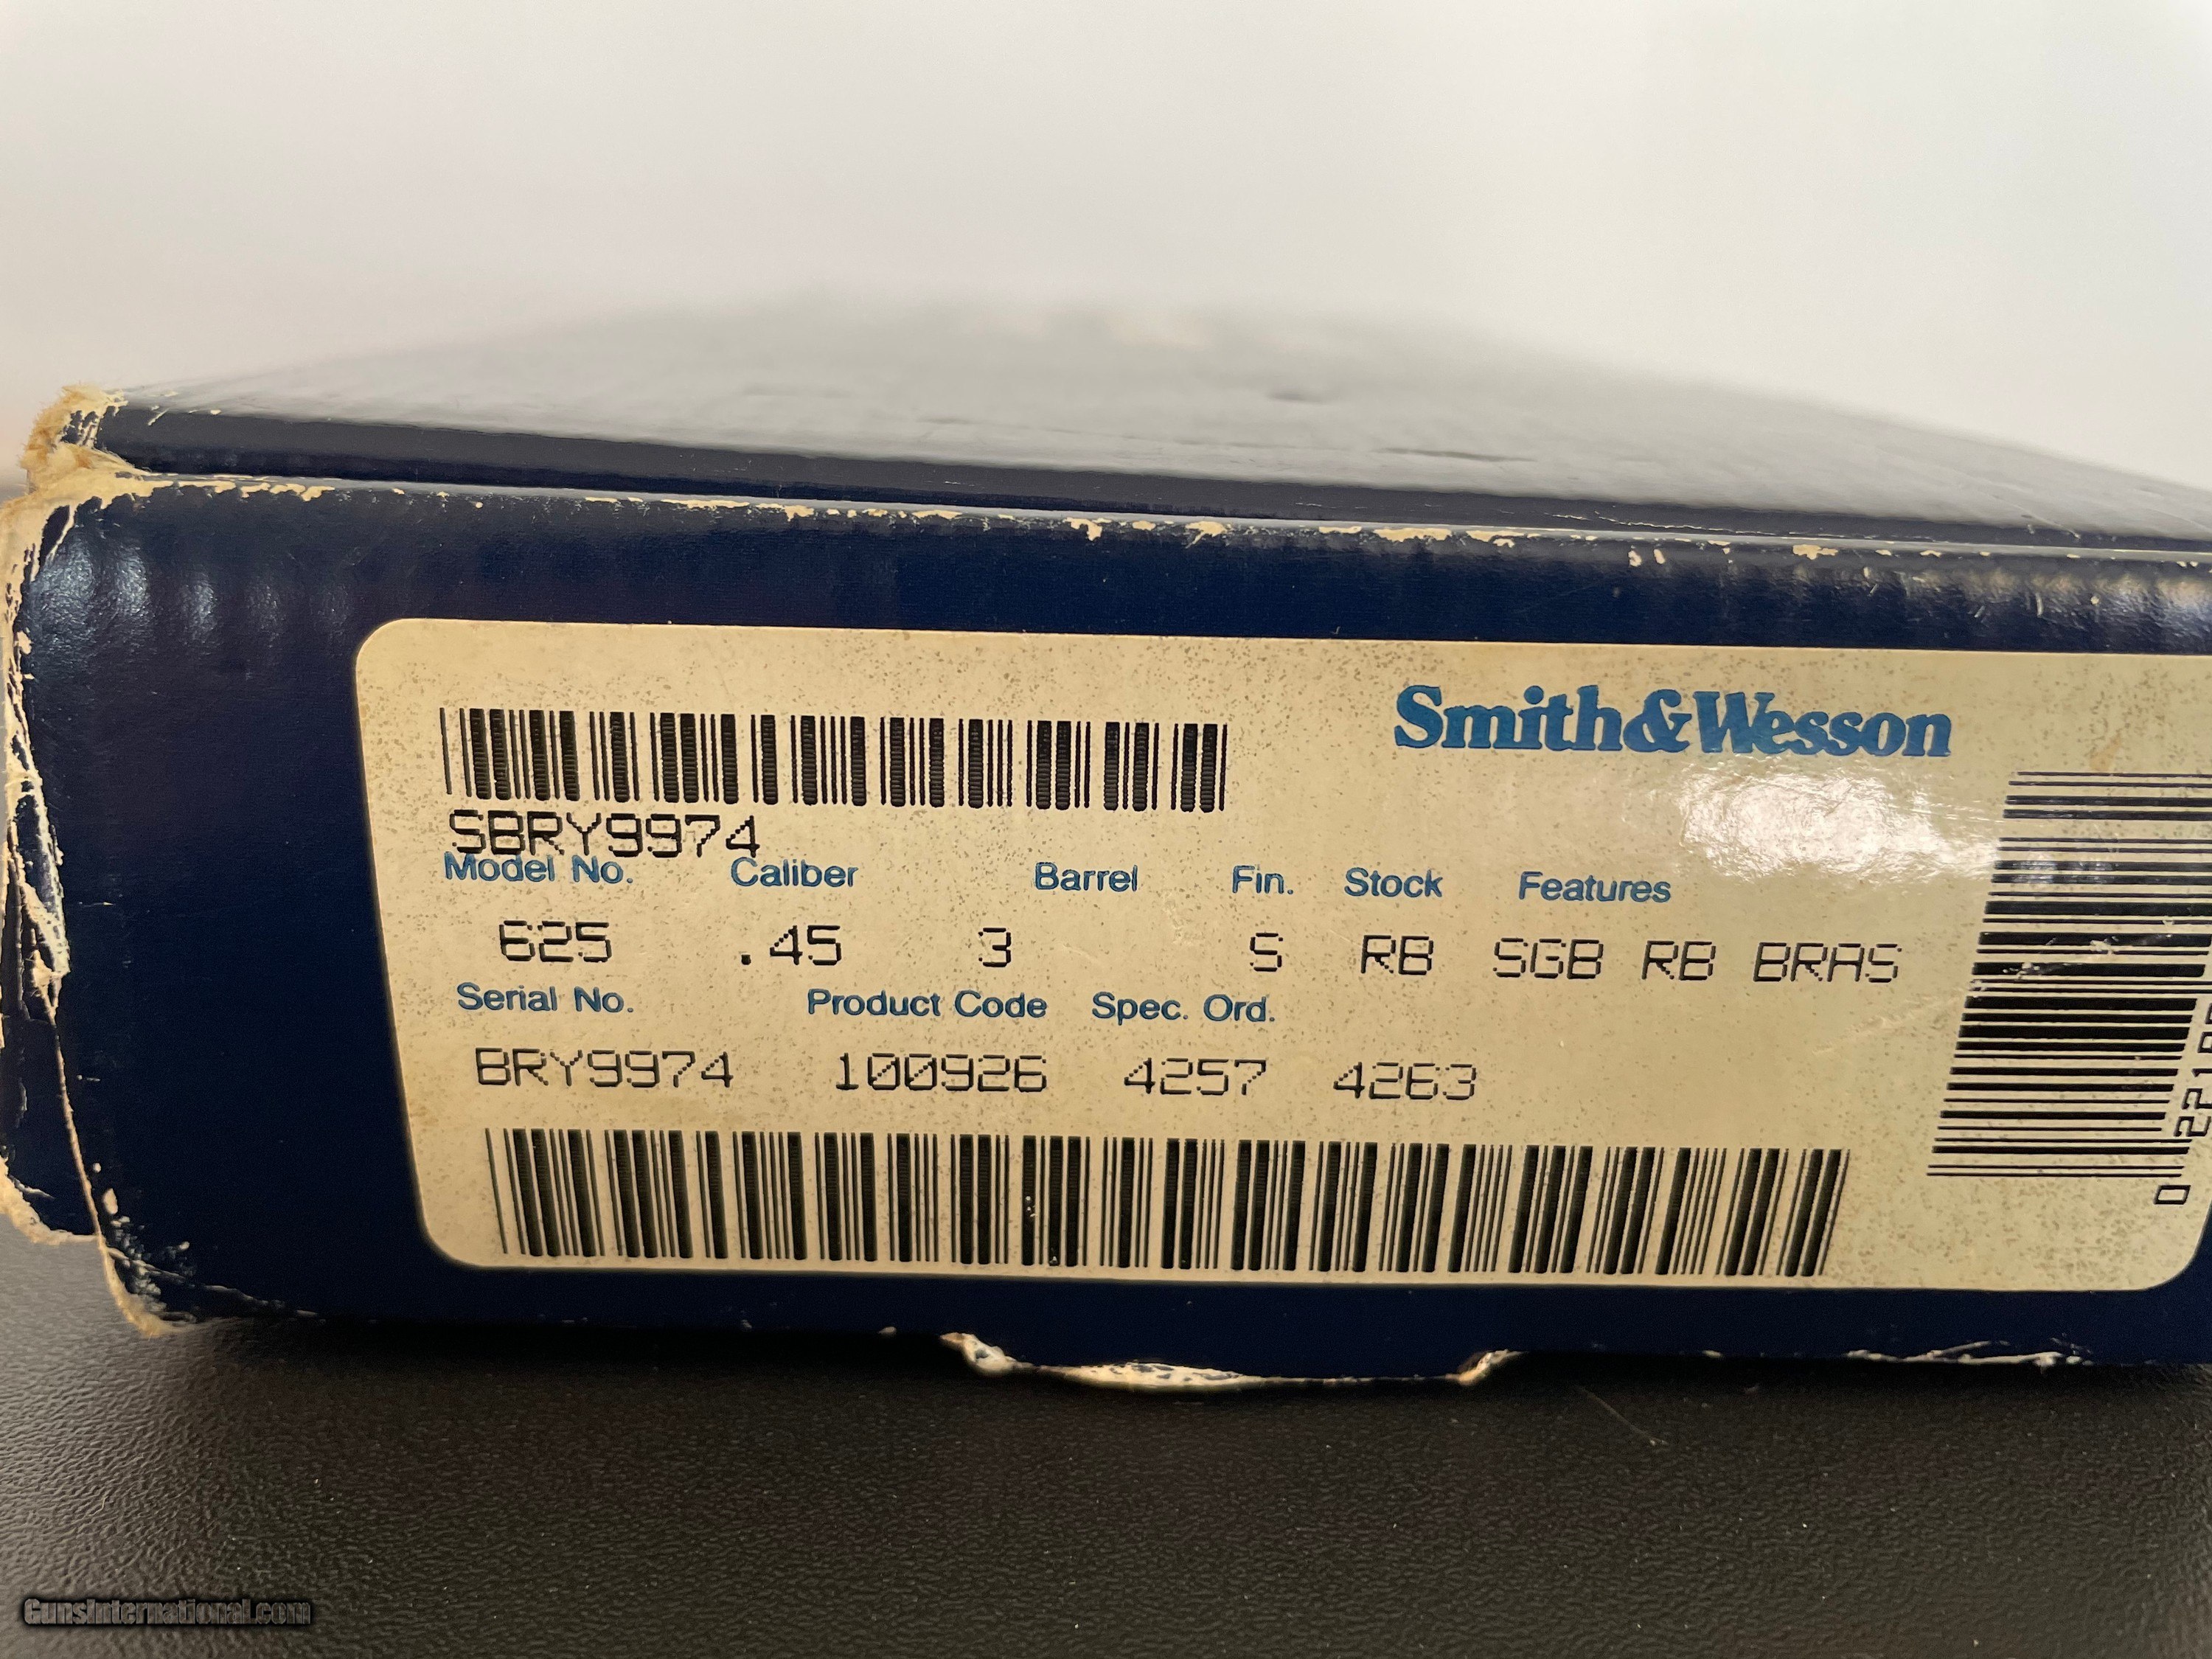 Smith&Wesson
SBRY9974
Model No. Caliber Barrel Fin. Stock Features
625 .45 3 S RB SGB RB BRAS
Serial No. Product Code Spec. Ord.
BRY9974 100926 4257 4263
GunsInternational.com